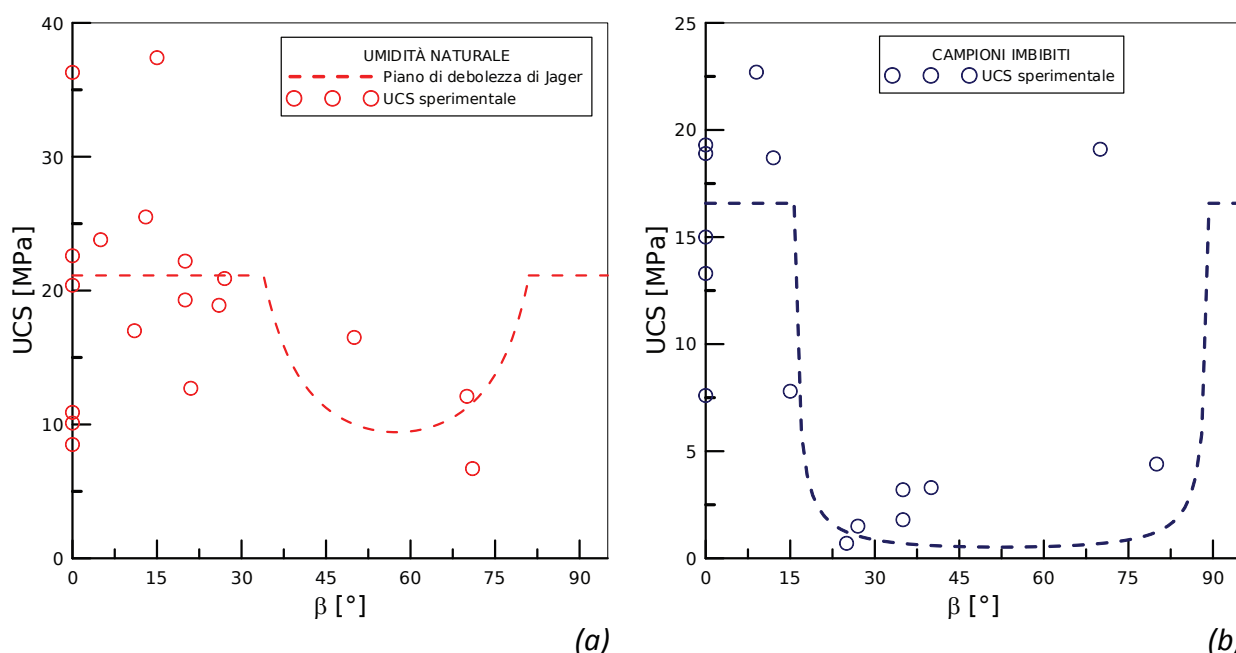 40
30
20
10
0
UCS [MPa]
UMIDITÀ NATURALE
Piano di debolezza di Jager
UCS sperimentale
0 15 30 45 60 75 90
β [°]
(a)
25
20
15
10
5
0
UCS [MPa]
CAMPIONI IMBIBITI
UCS sperimentale
0 15 30 45 60 75 90
β [°]
(b)